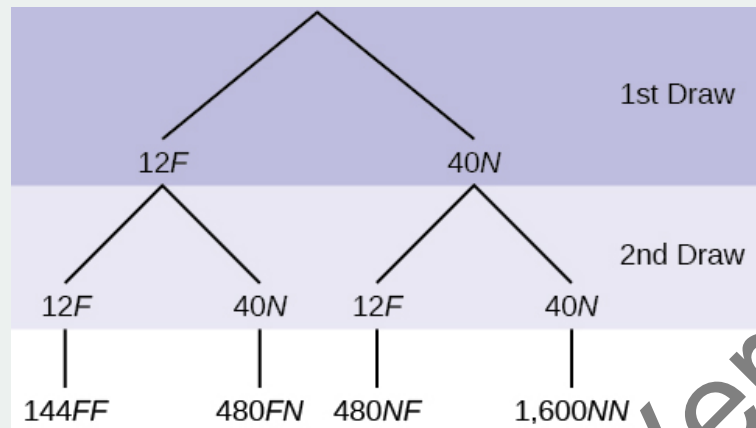 1st Draw
12F 40N
2nd Draw
12F 40N 12F 40N
144FF 480FN 480NF 1,600NN